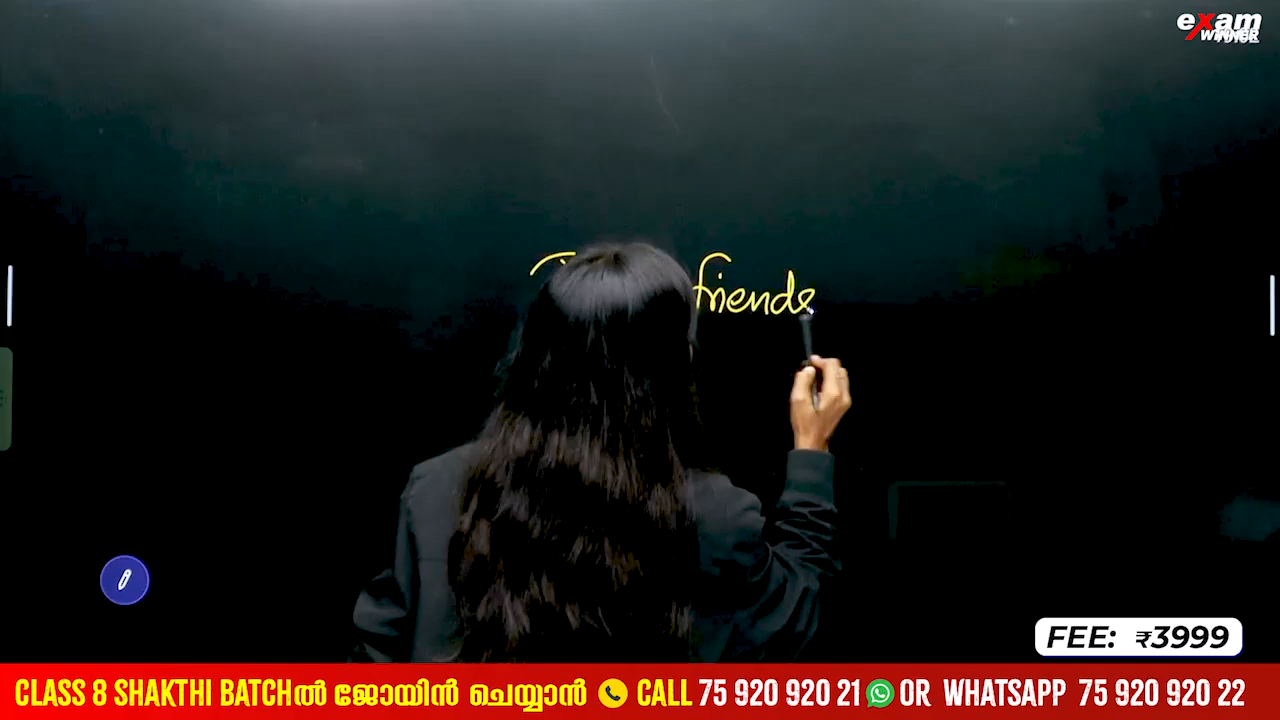 exam
WINNER
friends
FEE: ₹3999
CLASS 8 SHAKTHI BATCHൽ ജോയിൻ ചെയ്യാൻ CALL 75 920 920 21 OR WHATSAPP 75 920 920 22